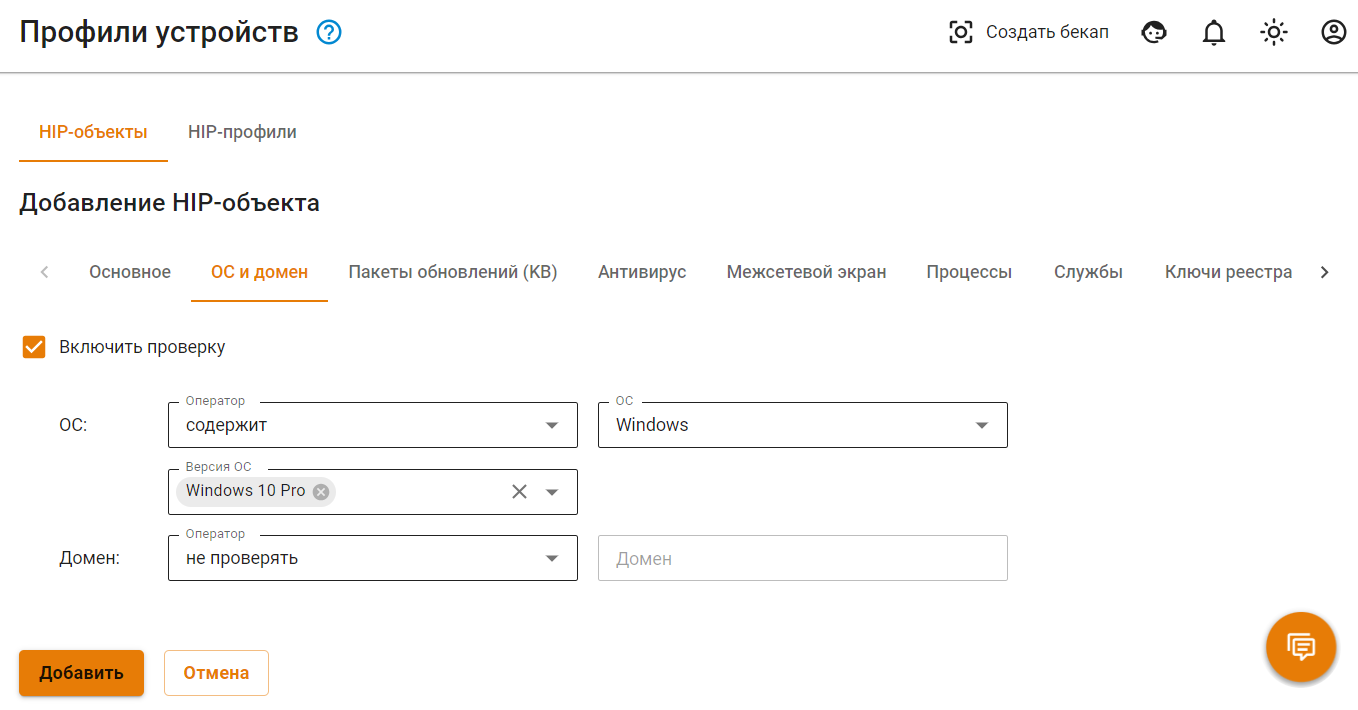 Профили устройств
Создать бекап
HIP-объекты HIP-профили
Добавление HIP-объекта
Основное ОС и домен Пакеты обновлений (KB) Антивирус Межсетевой экран Процессы Службы Ключи реестра
Включить проверку
Оператор ОС
ОС: содержит Windows
Версия ОС
Windows 10 Pro
Оператор
Домен: не проверять Домен
Добавить Отмена